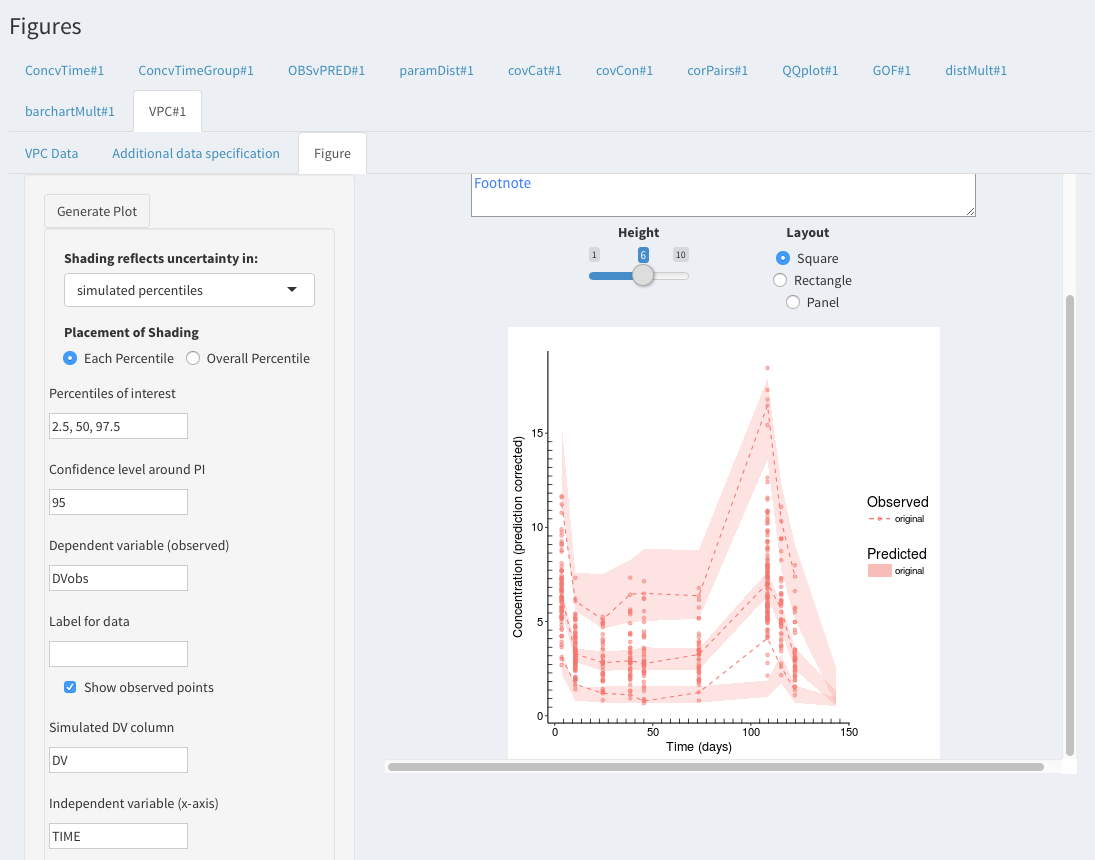 Figures
ConcvTime#1 ConcvTimeGroup#1 OBSvPRED#1 paramDist#1 covCat#1 covCon#1 corPairs#1 QQplot#1 GOF#1 distMult#1
barchartMult#1 VPC#1
VPC Data Additional data specification Figure
Generate Plot
Shading reflects uncertainty in:
simulated percentiles
Placement of Shading
Each Percentile Overall Percentile
Percentiles of interest
2.5, 50, 97.5
Confidence level around PI
95
Dependent variable (observed)
DVobs
Label for data
Show observed points
Simulated DV column
DV
Independent variable (x-axis)
TIME
Footnote
Height
1 6 10
Layout
Square
Rectangle
Panel
Concentration (prediction corrected)
15
10
5
0
0 50 100 150
Time (days)
Observed
original
Predicted
original